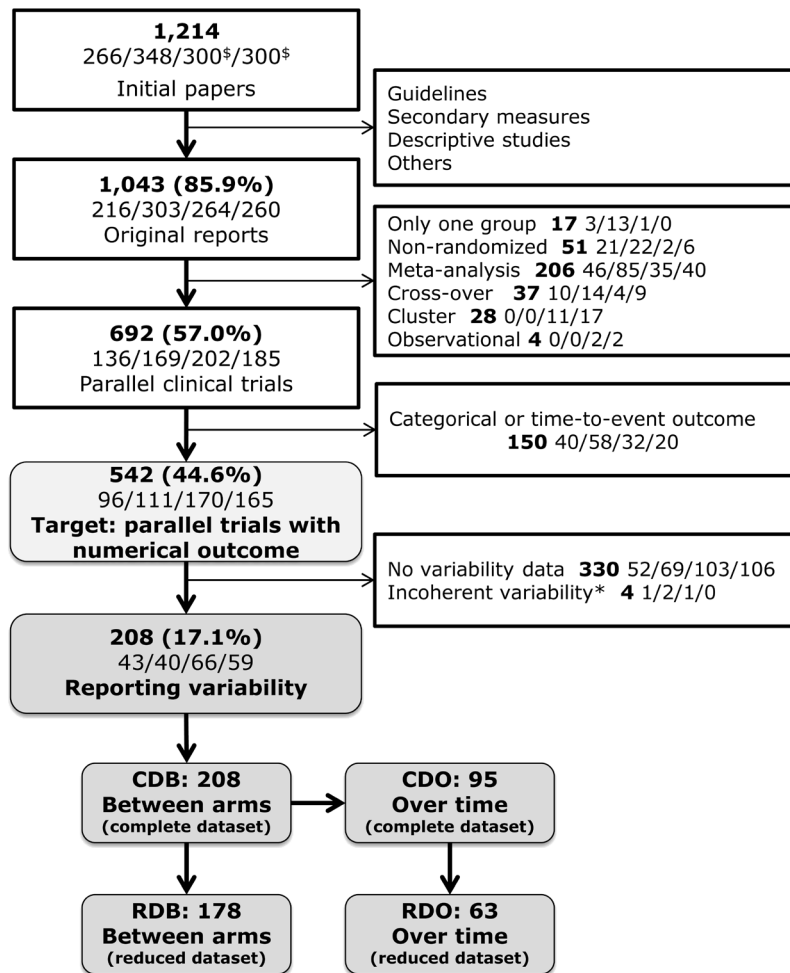 1,214
266/348/300$/300$
Initial papers
Guidelines
Secondary measures
Descriptive studies
Others
1,043 (85.9%)
216/303/264/260
Original reports
Only one group 17 3/13/1/0
Non-randomized 51 21/22/2/6
Meta-analysis 206 46/85/35/40
Cross-over 37 10/14/4/9
Cluster 28 0/0/11/17
Observational 4 0/0/2/2
692 (57.0%)
136/169/202/185
Parallel clinical trials
Categorical or time-to-event outcome
150 40/58/32/20
542 (44.6%)
96/111/170/165
Target: parallel trials with
numerical outcome
No variability data 330 52/69/103/106
Incoherent variability* 4 1/2/1/0
208 (17.1%)
43/40/66/59
Reporting variability
CDB: 208
Between arms
(complete dataset)
CDO: 95
Over time
(complete dataset)
RDB: 178
Between arms
(reduced dataset)
RDO: 63
Over time
(reduced dataset)